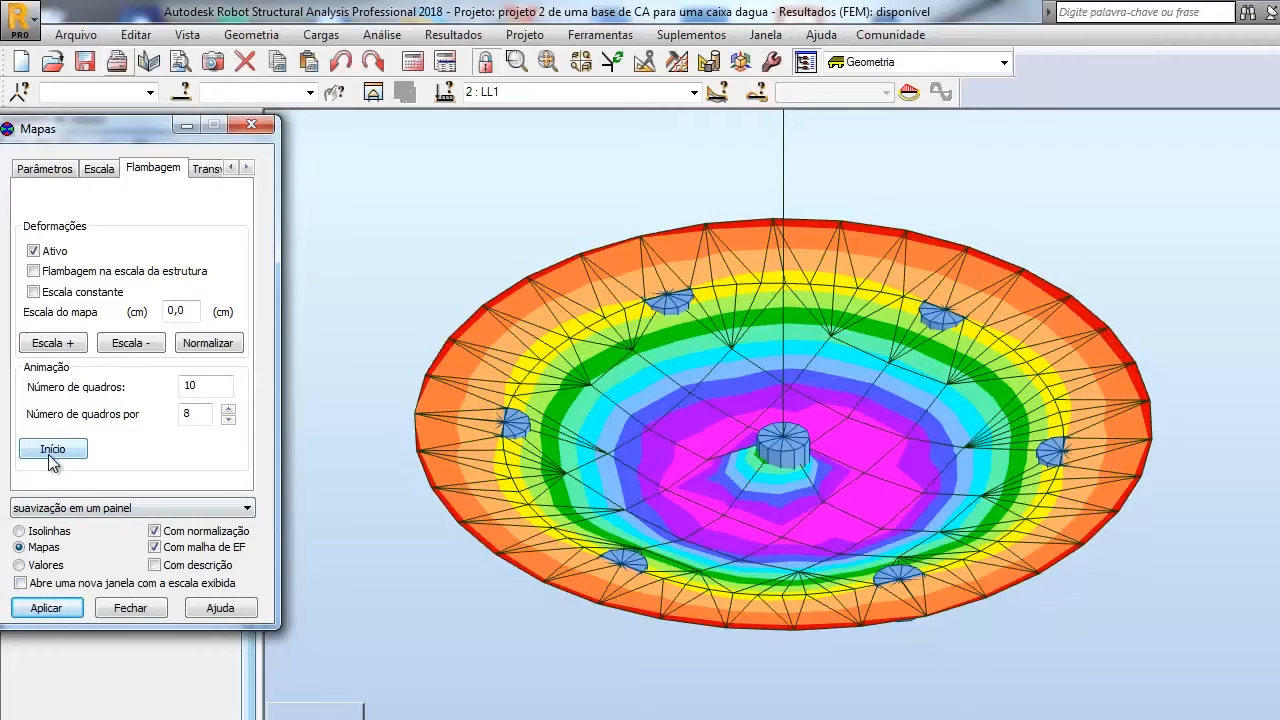 Autodesk Robot Structural Analysis Professional 2018 - Projeto: projeto 2 de uma base de CA para uma caixa dagua - Resultados (FEM): disponível
Digite palavra-chave ou frase
PRO
Arquivo Editar Vista Geometria Cargas Análise Resultados Projeto Ferramentas Suplementos Janela Ajuda Comunidade
Geometria
2 : LL1
Mapas
Parâmetros Escala Flambagem Transv
Deformações
Ativo
Flambagem na escala da estrutura
Escala constante
Escala do mapa (cm) 0,0 (cm)
Escala + Escala - Normalizar
Animação
Número de quadros: 10
Número de quadros por 8
Início
suavização em um painel
Isolinhas Com normalização
Mapas Com malha de EF
Valores Com descrição
Abre uma nova janela com a escala exibida
Aplicar Fechar Ajuda